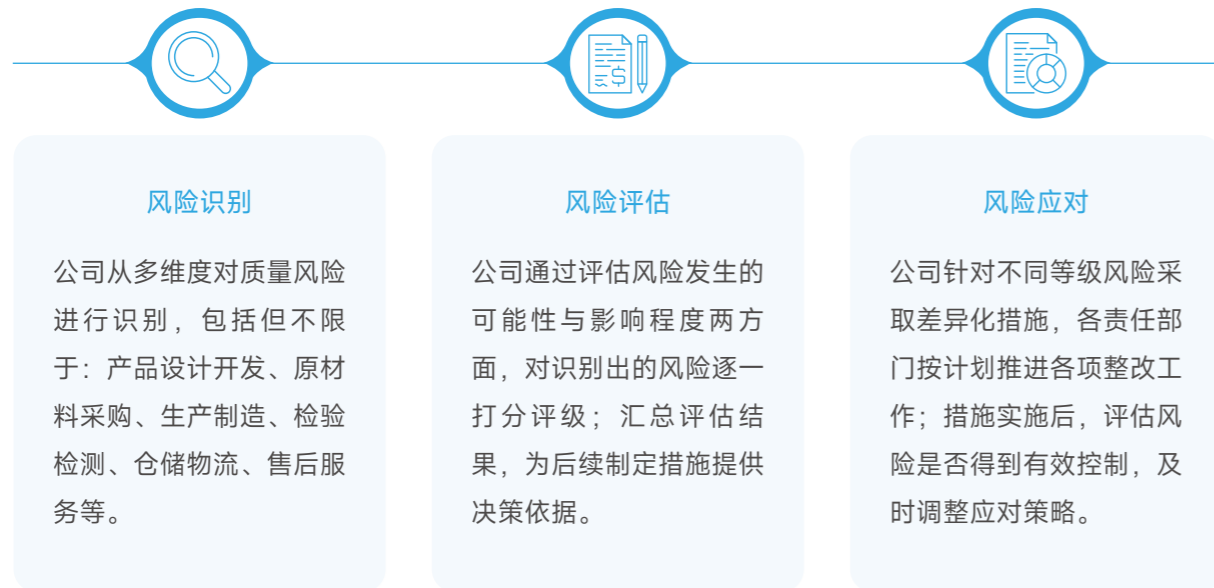 风险识别
公司从多维度对质量风险
进行识别，包括但不限
于：产品设计开发、原材
料采购、生产制造、检验
检测、仓储物流、售后服
务等。
风险评估
公司通过评估风险发生的
可能性与影响程度两方
面，对识别出的风险逐一
打分评级；汇总评估结
果，为后续制定措施提供
决策依据。
风险应对
公司针对不同等级风险采
取差异化措施，各责任部
门按计划推进各项整改工
作；措施实施后，评估风
险是否得到有效控制，及
时调整应对策略。